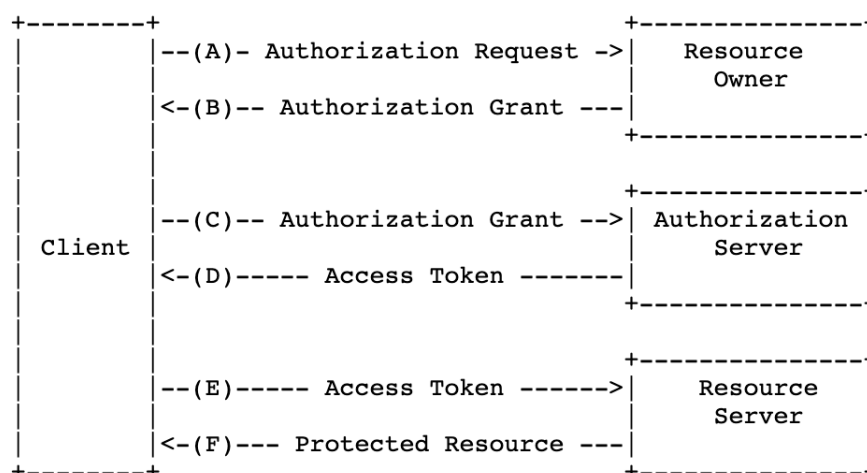 +--------+                               +---------------+
|        |--(A)- Authorization Request ->|   Resource
|        |                               |     Owner
|        |<-(B)-- Authorization Grant ---|
|        |                               +---------------+
|        |
|        |                               +---------------+
|        |--(C)-- Authorization Grant -->| Authorization
| Client |                               |     Server
|        |<-(D)----- Access Token -------|
|        |                               +---------------+
|        |
|        |                               +---------------+
|        |--(E)----- Access Token ------>|    Resource
|        |                               |     Server
|        |<-(F)--- Protected Resource ---|
+--------+                               +---------------+